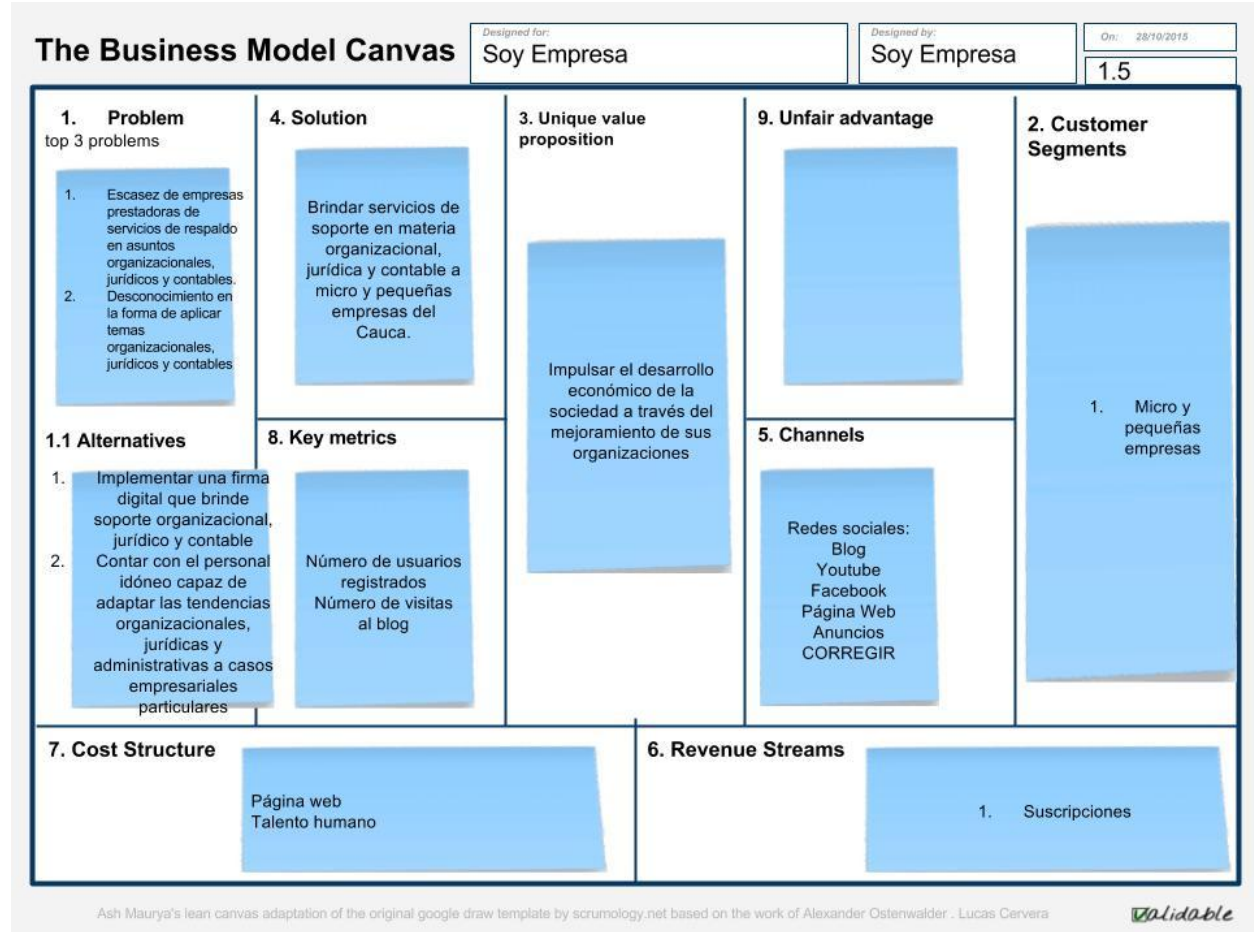 The Business Model Canvas
Designed for:
Soy Empresa
Designed by:
Soy Empresa
On: 28/10/2015
1.5
1. Problem
top 3 problems
1. Escasez de empresas
prestadoras de
servicios de respaldo
en asuntos
organizacionales,
jurídicos y contables.
2. Desconocimiento en
la forma de aplicar
temas
organizacionales,
jurídicos y contables
1.1 Alternatives
1. Implementar una firma
digital que brinde
soporte organizacional,
jurídico y contable
2. Contar con el personal
idóneo capaz de
adaptar las tendencias
organizacionales,
jurídicas y
administrativas a casos
empresariales
particulares
4. Solution
Brindar servicios de
soporte en materia
organizacional,
jurídica y contable a
micro y pequeñas
empresas del
Cauca.
8. Key metrics
Número de usuarios
registrados
Número de visitas
al blog
3. Unique value
proposition
Impulsar el desarrollo
económico de la
sociedad a través del
mejoramiento de sus
organizaciones
9. Unfair advantage
5. Channels
Redes sociales:
Blog
Youtube
Facebook
Página Web
Anuncios
CORREGIR
2. Customer
Segments
1. Micro y
pequeñas
empresas
7. Cost Structure
Página web
Talento humano
6. Revenue Streams
1. Suscripciones
Ash Maurya's lean canvas adaptation of the original google draw template by scrumology.net based on the work of Alexander Ostenwalder . Lucas Cervera
Validable